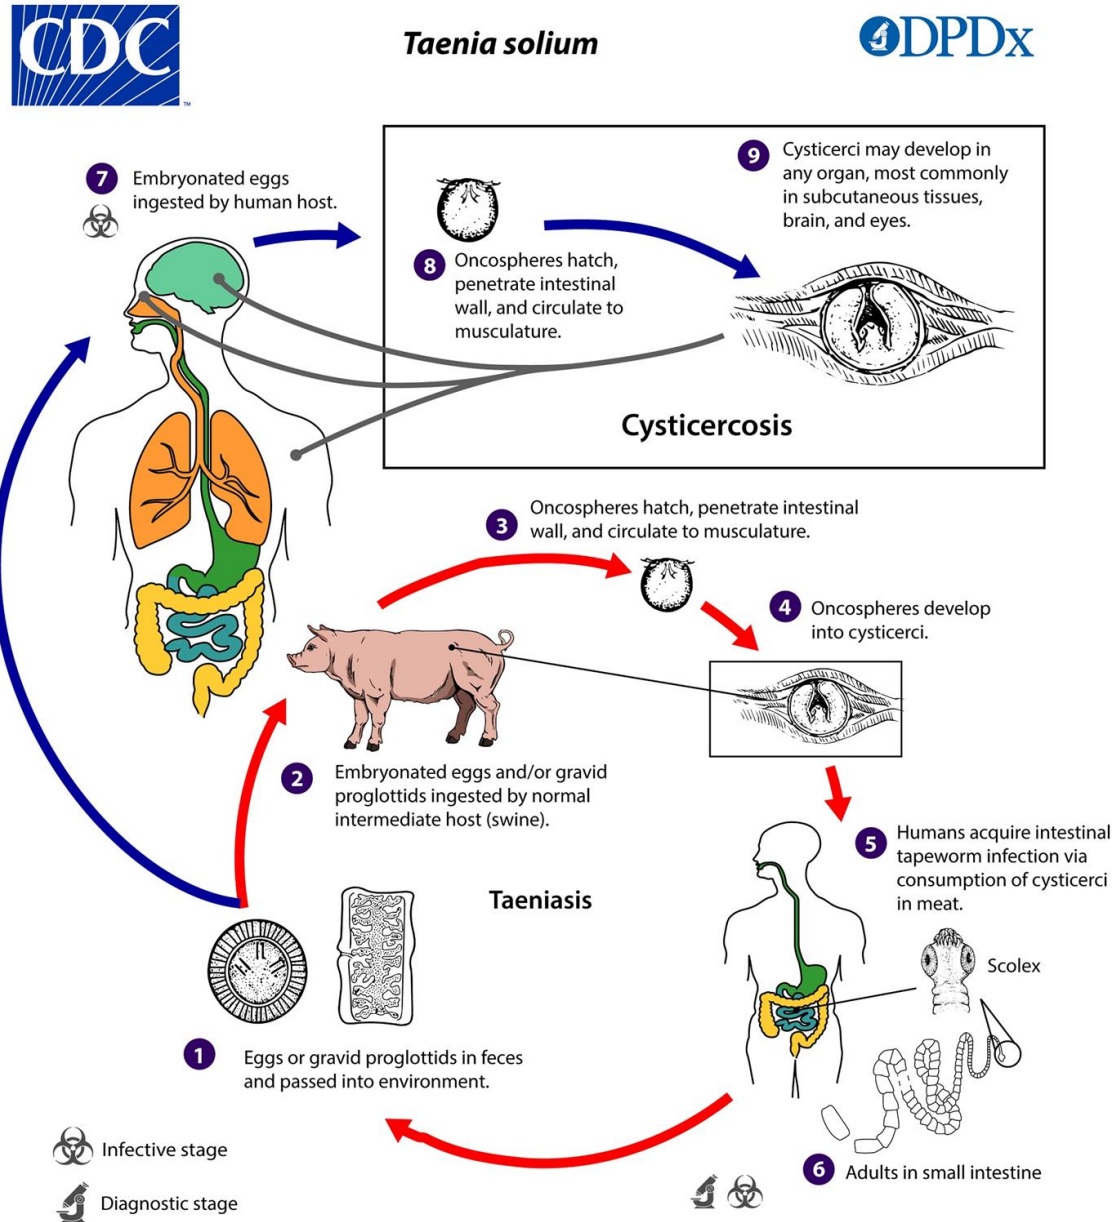 CDC
TM
Taenia solium
DPDx
7
Embryonated eggs
ingested by human host.
8
Oncospheres hatch,
penetrate intestinal
wall, and circulate to
musculature.
9
Cysticerci may develop in
any organ, most commonly
in subcutaneous tissues,
brain, and eyes.
Cysticercosis
3
Oncospheres hatch, penetrate intestinal
wall, and circulate to musculature.
4
Oncospheres develop
into cysticerci.
2
Embryonated eggs and/or gravid
proglottids ingested by normal
intermediate host (swine).
5
Humans acquire intestinal
tapeworm infection via
consumption of cysticerci
in meat.
Taeniasis
Scolex
1
Eggs or gravid proglottids in feces
and passed into environment.
6
Adults in small intestine
Infective stage
Diagnostic stage